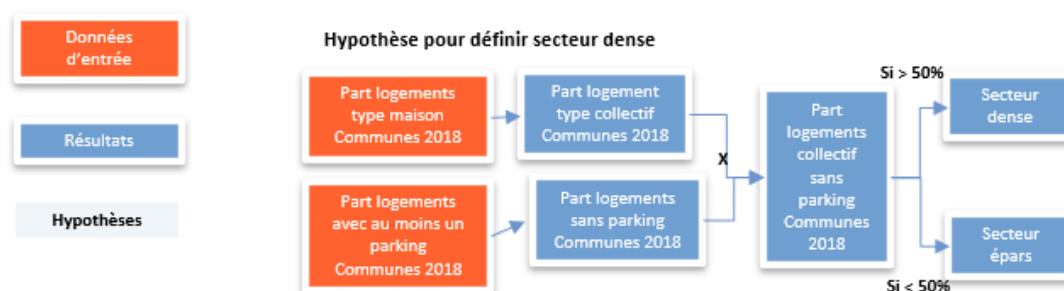 Données
d'entrée
Résultats
Hypothèses
Hypothèse pour définir secteur dense
Part logements
type maison
Communes 2018
Part logement
type collectif
Communes 2018
Part logements
avec au moins un
parking
Communes 2018
Part logements
sans parking
Communes 2018
X
Part
logements
collectif
sans
parking
Communes
2018
Si > 50%
Secteur
dense
Secteur
épars
Si < 50%